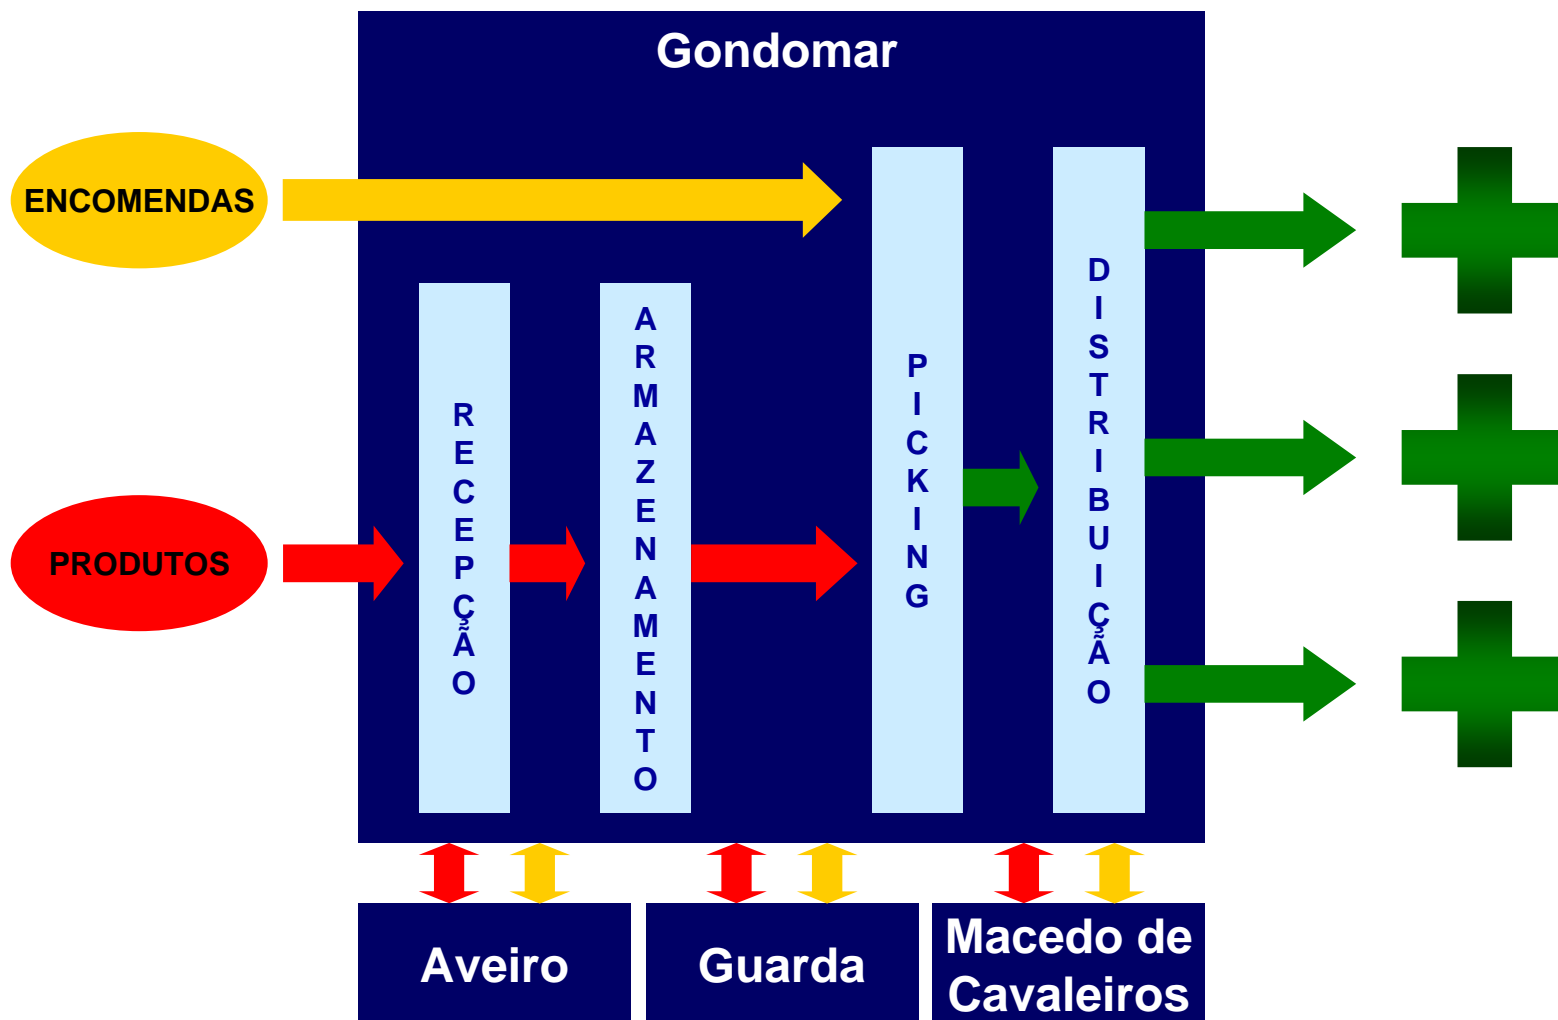 Gondomar
ENCOMENDAS
PRODUTOS
RECEPÇÃO
ARMAZENAMENTO
PICKING
DISTRIBUIÇÃO
Aveiro
Guarda
Macedo de
Cavaleiros